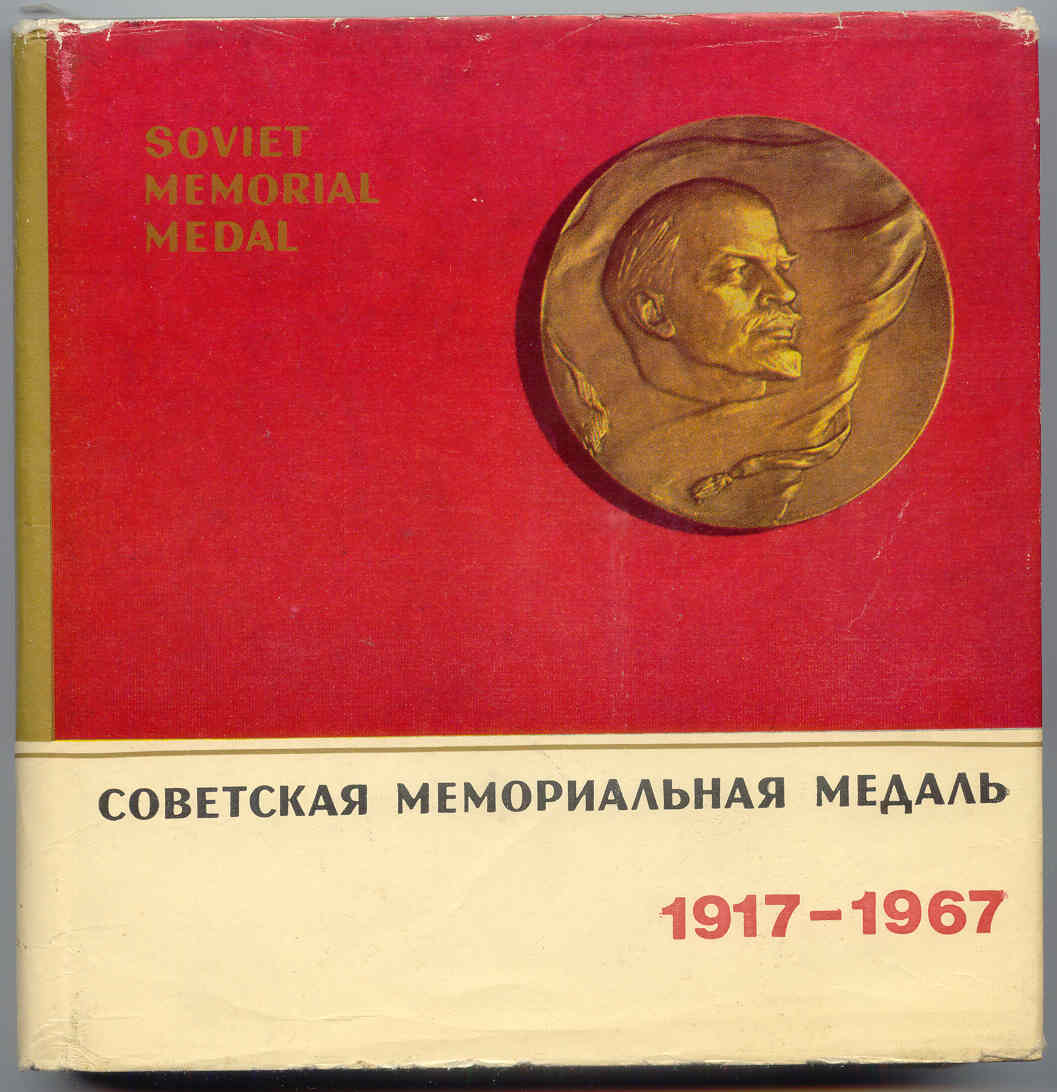 SOVIET
MEMORIAL
MEDAL
СОВЕТСКАЯ МЕМОРИАЛЬНАЯ МЕДАЛЬ
1917-1967